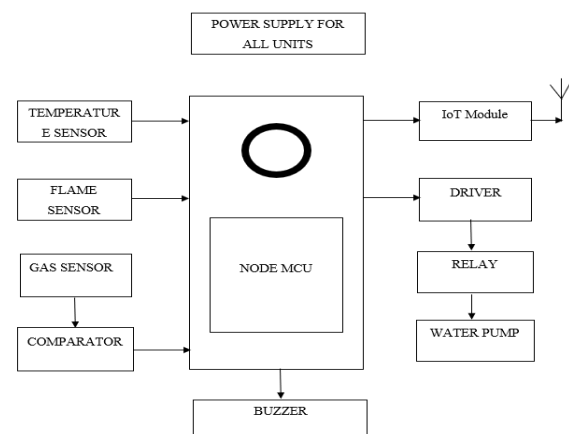 POWER SUPPLY FOR
ALL UNITS
TEMPERATUR
E SENSOR
IoT Module
FLAME
SENSOR
DRIVER
GAS SENSOR
NODE MCU
RELAY
COMPARATOR
WATER PUMP
BUZZER